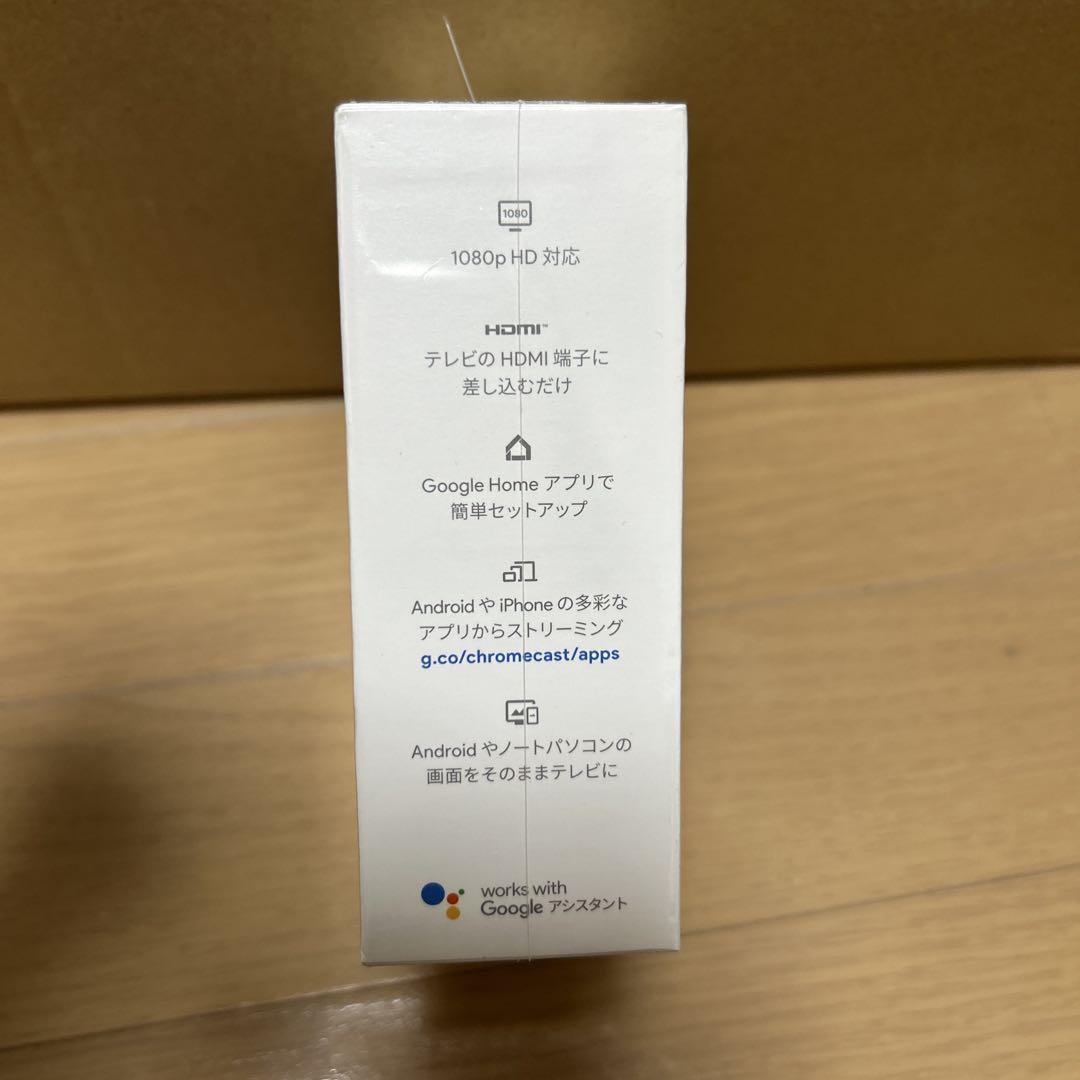 1080
1080p HD 対応
HDMI™
テレビの HDMI 端子に
差し込むだけ
Google Home アプリで
簡単セットアップ
Android や iPhone の多彩な
アプリからストリーミング
g.co/chromecast/apps
Android やノートパソコンの
画面をそのままテレビに
works with
Google アシスタント